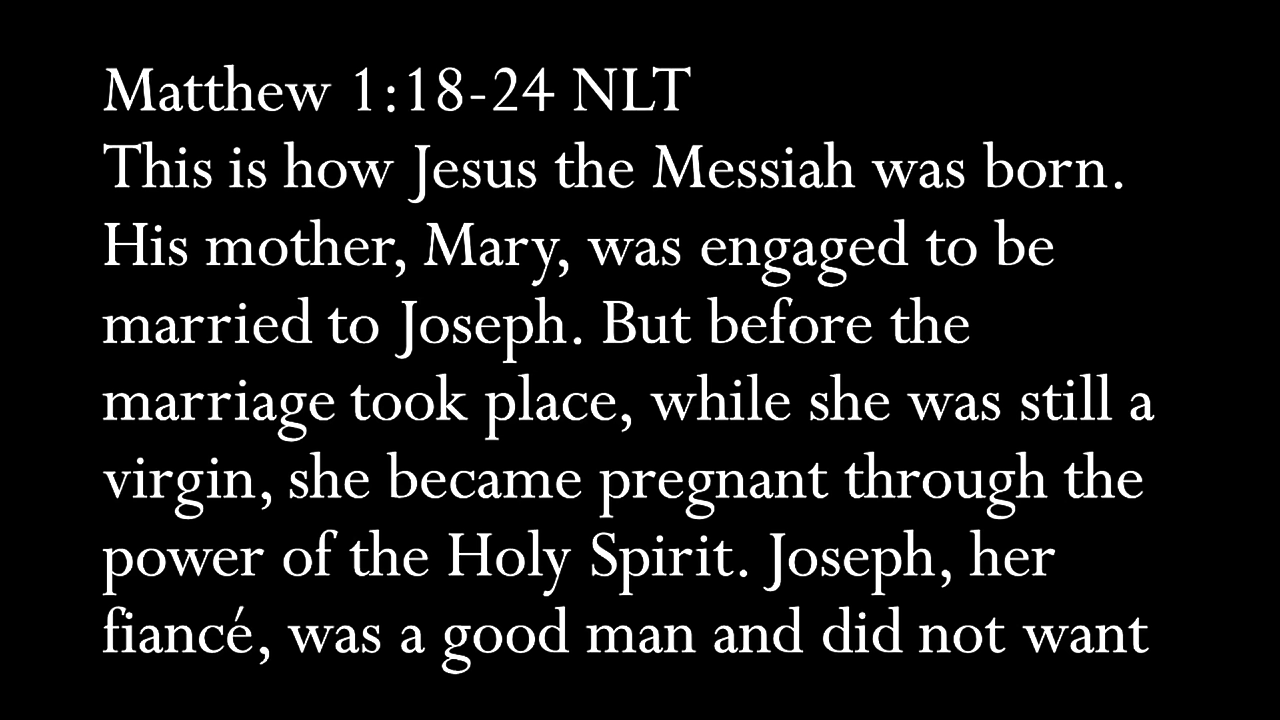 Matthew 1:18-24 NLT
This is how Jesus the Messiah was born.
His mother, Mary, was engaged to be
married to Joseph. But before the
marriage took place, while she was still a
virgin, she became pregnant through the
power of the Holy Spirit. Joseph, her
fiancé, was a good man and did not want